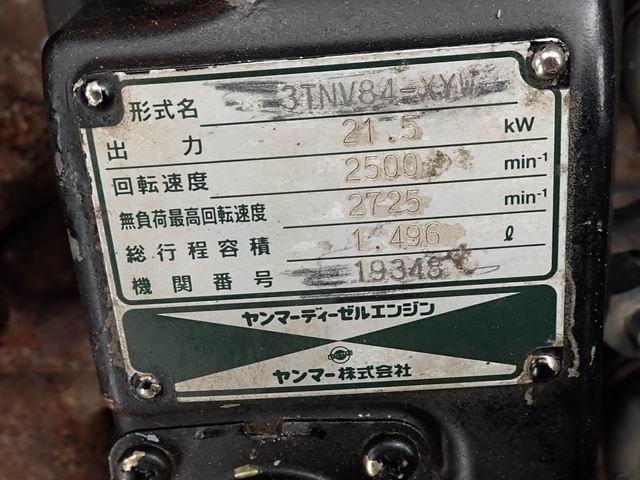 形式名 3TNV84-XYW
出力 21.5 kW
回転速度 2500 min-1
無負荷最高回転速度 2725 min-1
総行程容積 1.496 ℓ
機関番号 19348
ヤンマーディーゼルエンジン
ヤンマー株式会社